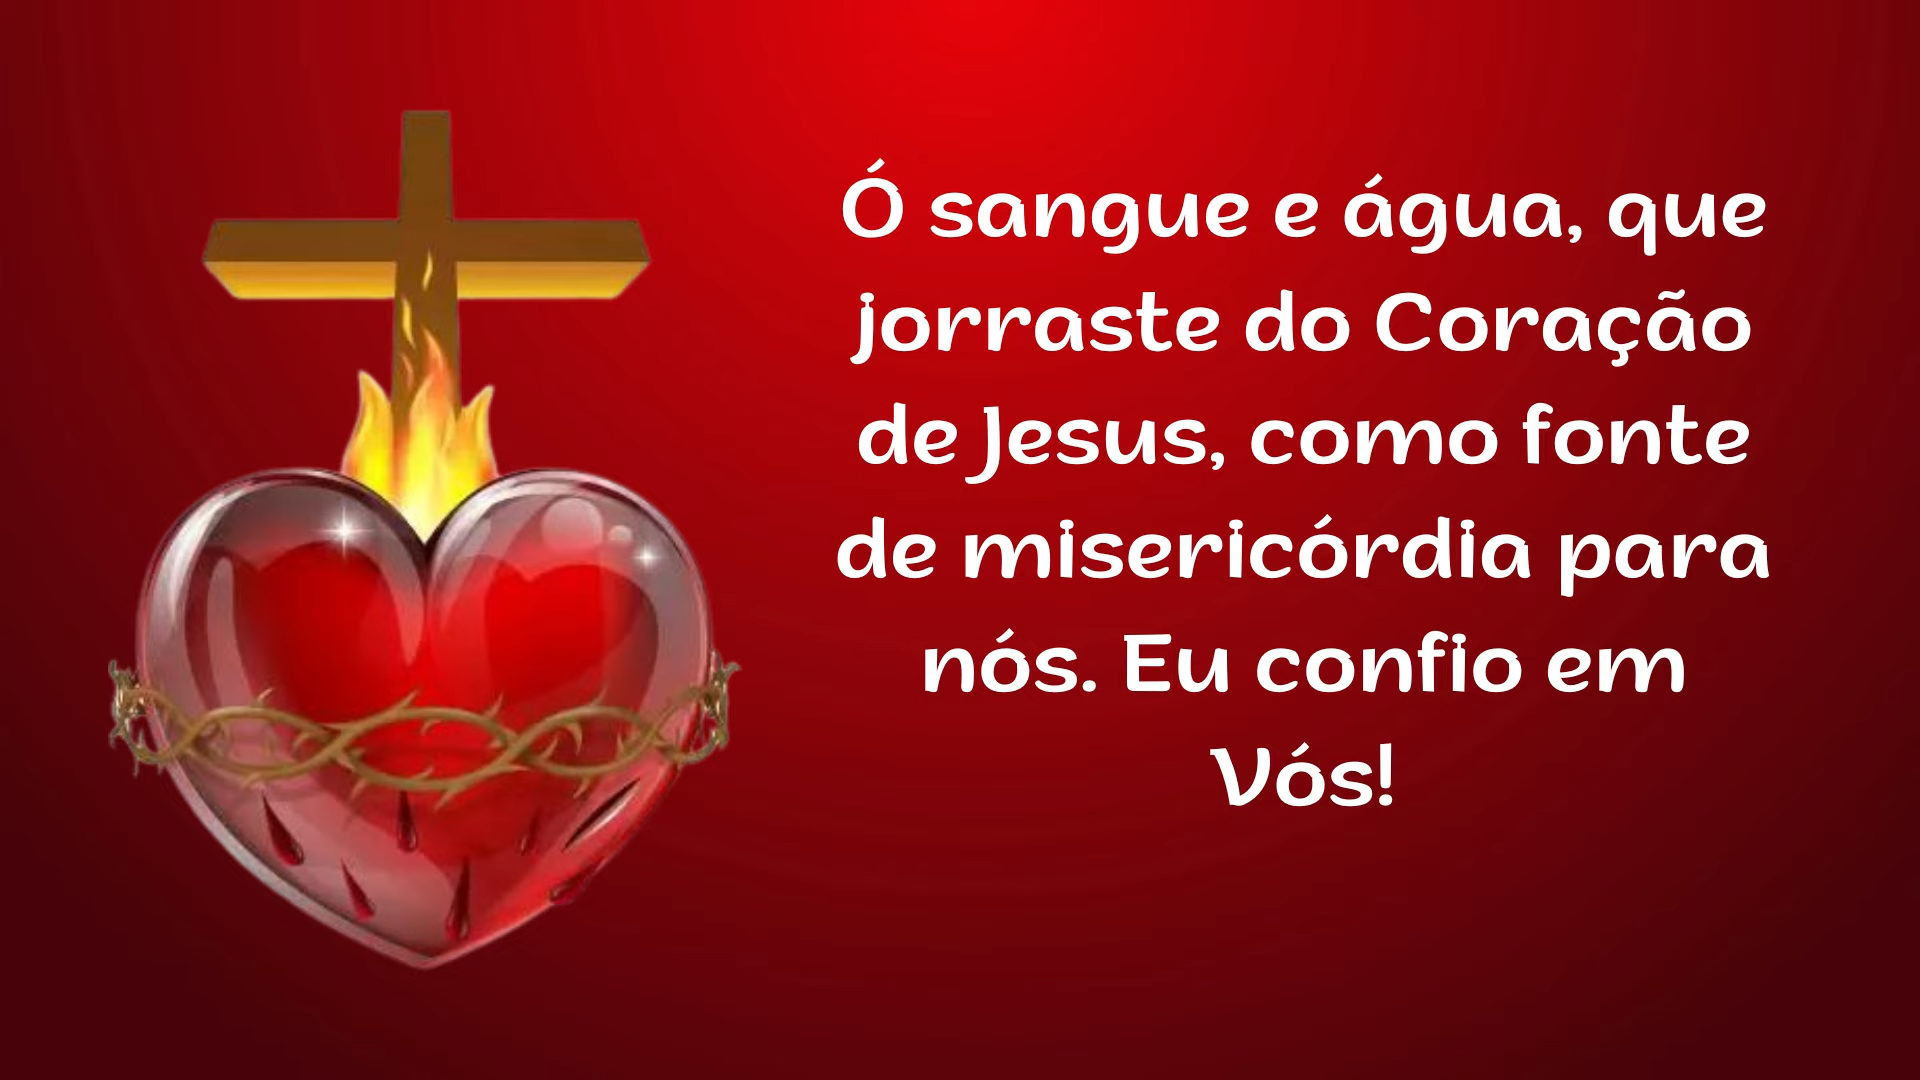 Ó sangue e água, que
jorraste do Coração
de Jesus, como fonte
de misericórdia para
nós. Eu confio em
Vós!